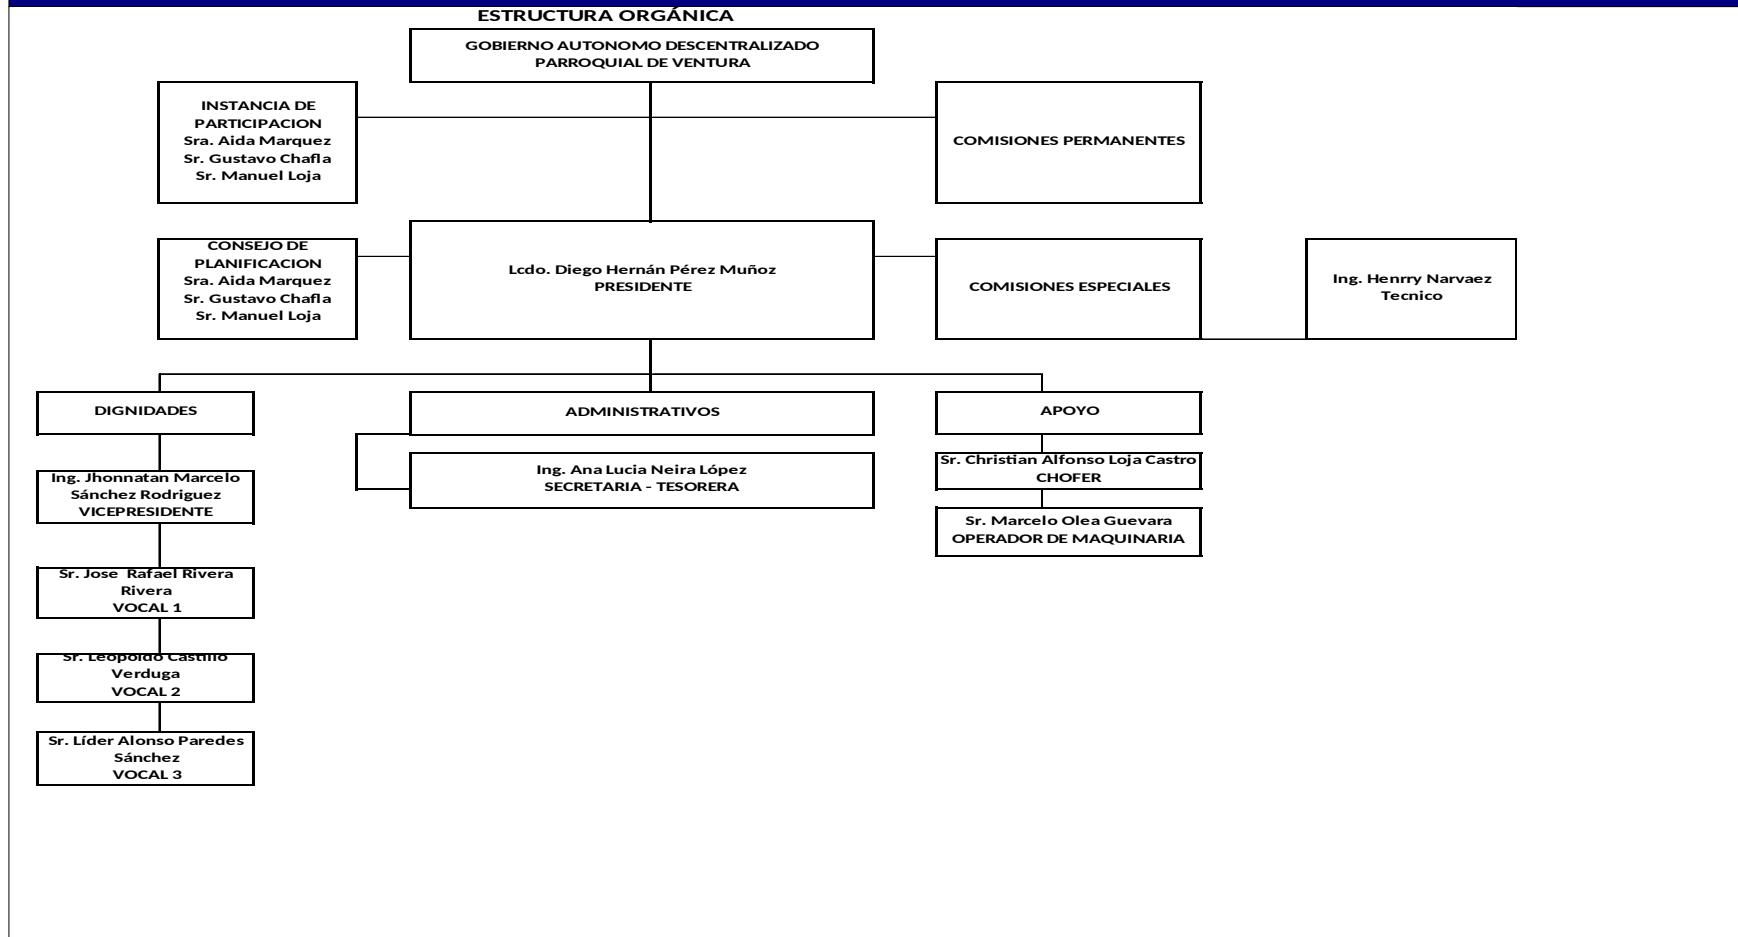 ESTRUCTURA ORGÁNICA
GOBIERNO AUTONOMO DESCENTRALIZADO
PARROQUIAL DE VENTURA
INSTANCIA DE
PARTICIPACION
Sra. Aida Marquez
Sr. Gustavo Chafla
Sr. Manuel Loja
COMISIONES PERMANENTES
CONSEJO DE
PLANIFICACION
Sra. Aida Marquez
Sr. Gustavo Chafla
Sr. Manuel Loja
Lcdo. Diego Hernán Pérez Muñoz
PRESIDENTE
COMISIONES ESPECIALES
Ing. Henrry Narvaez
Tecnico
DIGNIDADES
ADMINISTRATIVOS
APOYO
Ing. Jhonnatan Marcelo
Sánchez Rodriguez
VICEPRESIDENTE
Ing. Ana Lucia Neira López
SECRETARIA - TESORERA
Sr. Christian Alfonso Loja Castro
CHOFER
Sr. Marcelo Olea Guevara
OPERADOR DE MAQUINARIA
Sr. Jose  Rafael Rivera
Rivera
VOCAL 1
Sr. Leopoldo Castillo
Verduga
VOCAL 2
Sr. Líder Alonso Paredes
Sánchez
VOCAL 3